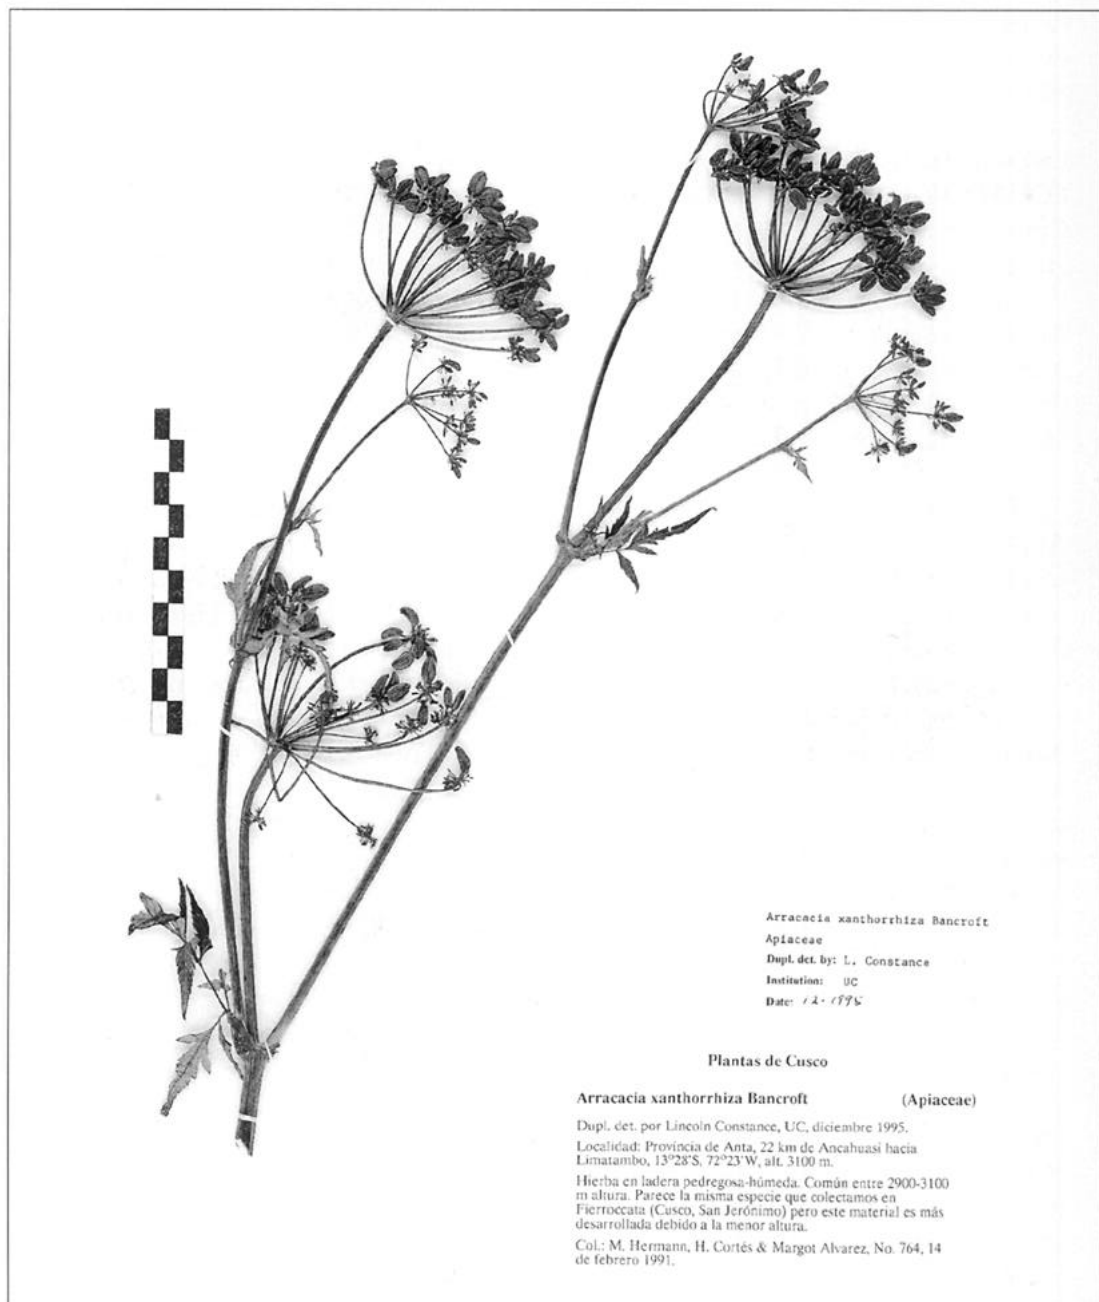 Arracacia xanthorrhiza Bancroft
Apiaceae
Dupl. det. by: L. Constance
Institution: UC
Date: 12-1995
Plantas de Cusco
Arracacia xanthorrhiza Bancroft (Apiaceae)
Dupl. det. por Lincoln Constance, UC, diciembre 1995.
Localidad: Provincia de Anta, 22 km de Ancahuasi hacia
Limatambo, 13°28'S, 72°23'W, alt. 3100 m.
Hierba en ladera pedregosa-húmeda. Común entre 2900-3100
m altura. Parece la misma especie que colectamos en
Fierroccata (Cusco, San Jerónimo) pero este material es más
desarrollada debido a la menor altura.
Col.: M. Hermann, H. Cortés & Margot Alvarez, No. 764, 14
de febrero 1991.